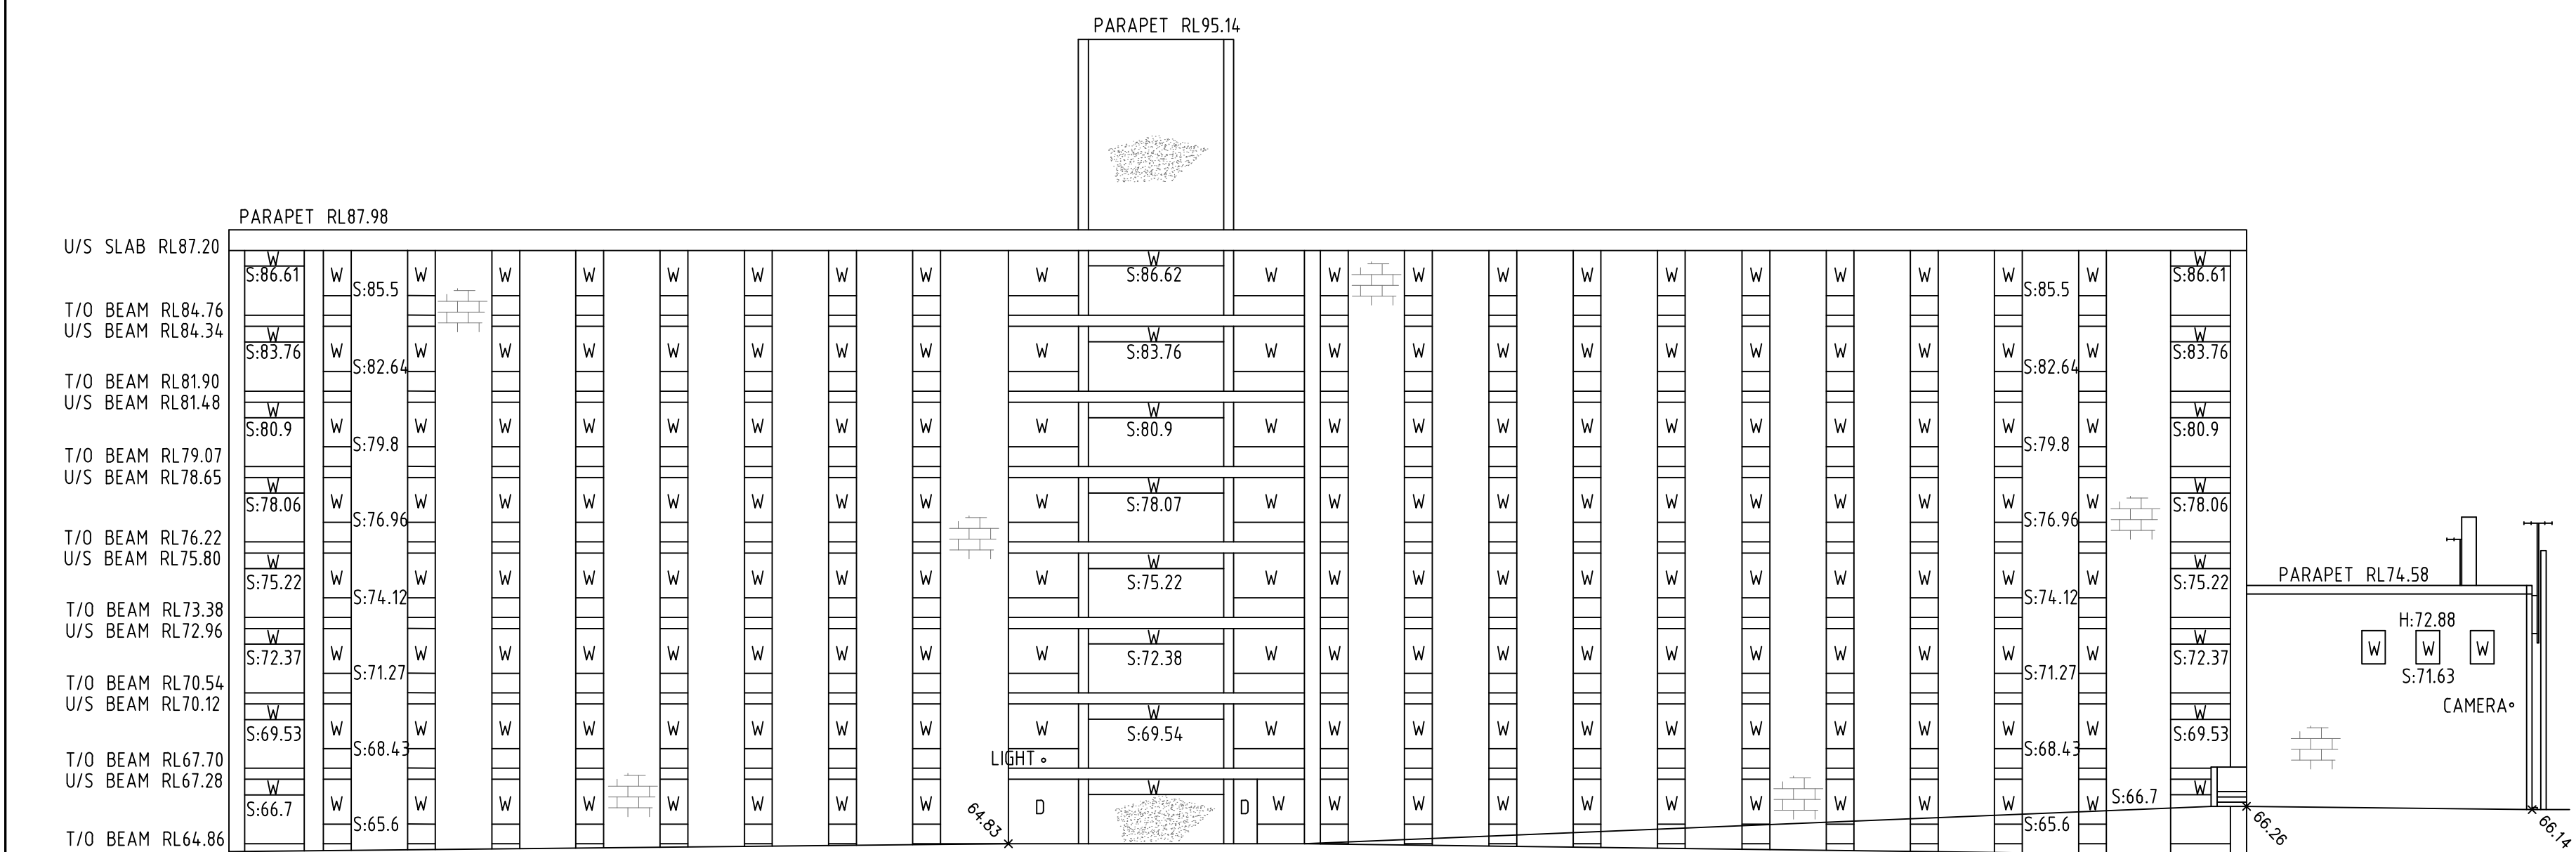 PARAPET RL95.14
PARAPET RL87.98
U/S SLAB RL87.20
W W W
S:86.61 W W W W W W W W W S:86.62 W W W W W W W W W W W S:86.61
S:85.5 S:85.5
T/O BEAM RL84.76
U/S BEAM RL84.34
W W W
S:83.76 W W W W W W W W W S:83.76 W W W W W W W W W W W S:83.76
S:82.64 S:82.64
T/O BEAM RL81.90
U/S BEAM RL81.48
W W W
S:80.9 W W W W W W W W W S:80.9 W W W W W W W W W W W S:80.9
S:79.8 S:79.8
T/O BEAM RL79.07
U/S BEAM RL78.65
W W W
S:78.06 W W W W W W W W W S:78.07 W W W W W W W W W W W S:78.06
S:76.96 S:76.96
T/O BEAM RL76.22
U/S BEAM RL75.80
W W W
S:75.22 W W W W W W W W W S:75.22 W W W W W W W W W W W S:75.22
PARAPET RL74.58
S:74.12 S:74.12
T/O BEAM RL73.38
U/S BEAM RL72.96
H:72.88
W W W
S:72.37 W W W W W W W W W S:72.38 W W W W W W W W W W W S:72.37
W W W
S:71.27 S:71.27
S:71.63
T/O BEAM RL70.54
U/S BEAM RL70.12
CAMERA
W W W
S:69.53 W W W W W W W W W S:69.54 W W W W W W W W W W W S:69.53
S:68.43 S:68.43
T/O BEAM RL67.70
LIGHT
U/S BEAM RL67.28
W W W
S:66.7 W W W W W W W W D D W W W W W W W W W W W S:66.7
S:65.6 S:65.6
64.83
66.26
66.14
T/O BEAM RL64.86